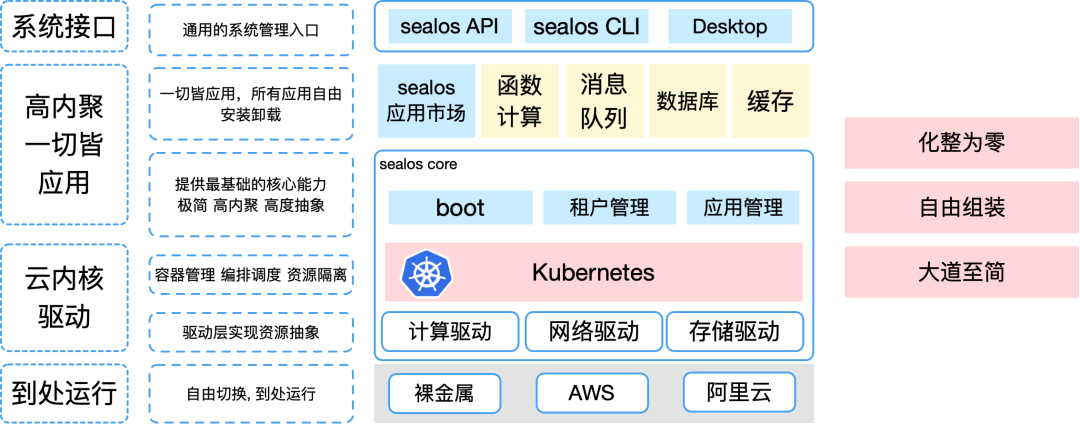 系统接口
通用的系统管理入口
sealos API
sealos CLI
Desktop
高内聚
一切皆
应用
一切皆应用，所有应用自由
安装卸载
sealos
应用市场
函数
计算
消息
队列
数据库
缓存
提供最基础的核心能力
极简 高内聚 高度抽象
sealos core
boot
租户管理
应用管理
云内核
驱动
容器管理 编排调度 资源隔离
Kubernetes
驱动层实现资源抽象
计算驱动
网络驱动
存储驱动
到处运行
自由切换, 到处运行
裸金属
AWS
阿里云
化整为零
自由组装
大道至简